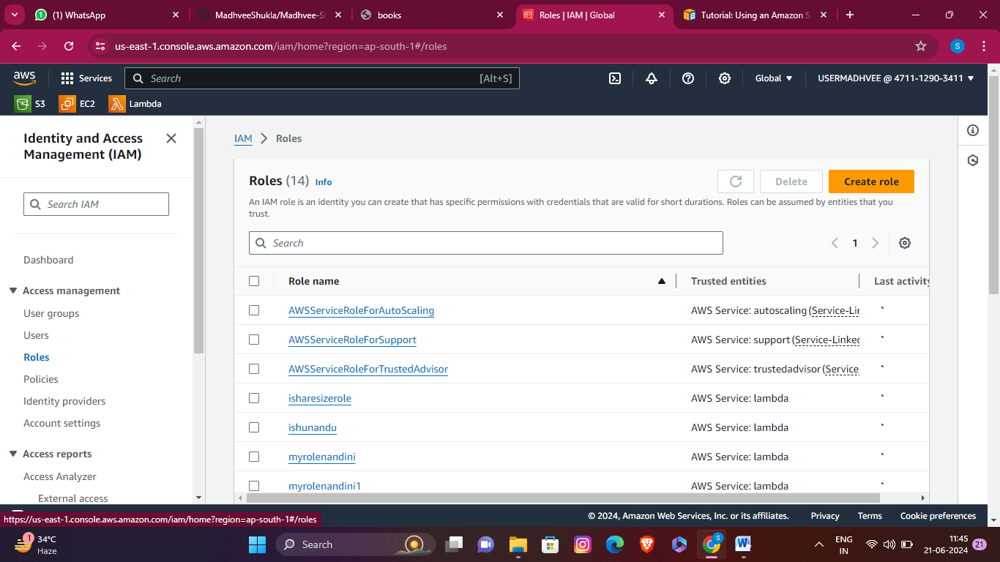 (1) WhatsApp
MadhveeShukla/Madhvee-S
books
Roles | IAM | Global
Tutorial: Using an Amazon S
us-east-1.console.aws.amazon.com/iam/home?region=ap-south-1#/roles
S
aws
Services
Search
[Alt+S]
Global
USERMADHVEE @ 4711-1290-3411
S3
EC2
Lambda
Identity and Access
Management (IAM)
Search IAM
Dashboard
Access management
User groups
Users
Roles
Policies
Identity providers
Account settings
Access reports
Access Analyzer
External access
IAM > Roles
Roles (14) Info
Delete
Create role
An IAM role is an identity you can create that has specific permissions with credentials that are valid for short durations. Roles can be assumed by entities that you
trust.
Search
1
Role name Trusted entities Last activity
AWSServiceRoleForAutoScaling AWS Service: autoscaling (Service-Li -
AWSServiceRoleForSupport AWS Service: support (Service-Linked -
AWSServiceRoleForTrustedAdvisor AWS Service: trustedadvisor (Service -
isharesizerole AWS Service: lambda -
ishunandu AWS Service: lambda -
myrolenandini AWS Service: lambda -
myrolenandini1 AWS Service: lambda -
https://us-east-1.console.aws.amazon.com/iam/home?region=ap-south-1#/roles
© 2024, Amazon Web Services, Inc. or its affiliates.
Privacy
Terms
Cookie preferences
1
34°C
Haze
Search
S
ENG
IN
11:45
21-06-2024
21